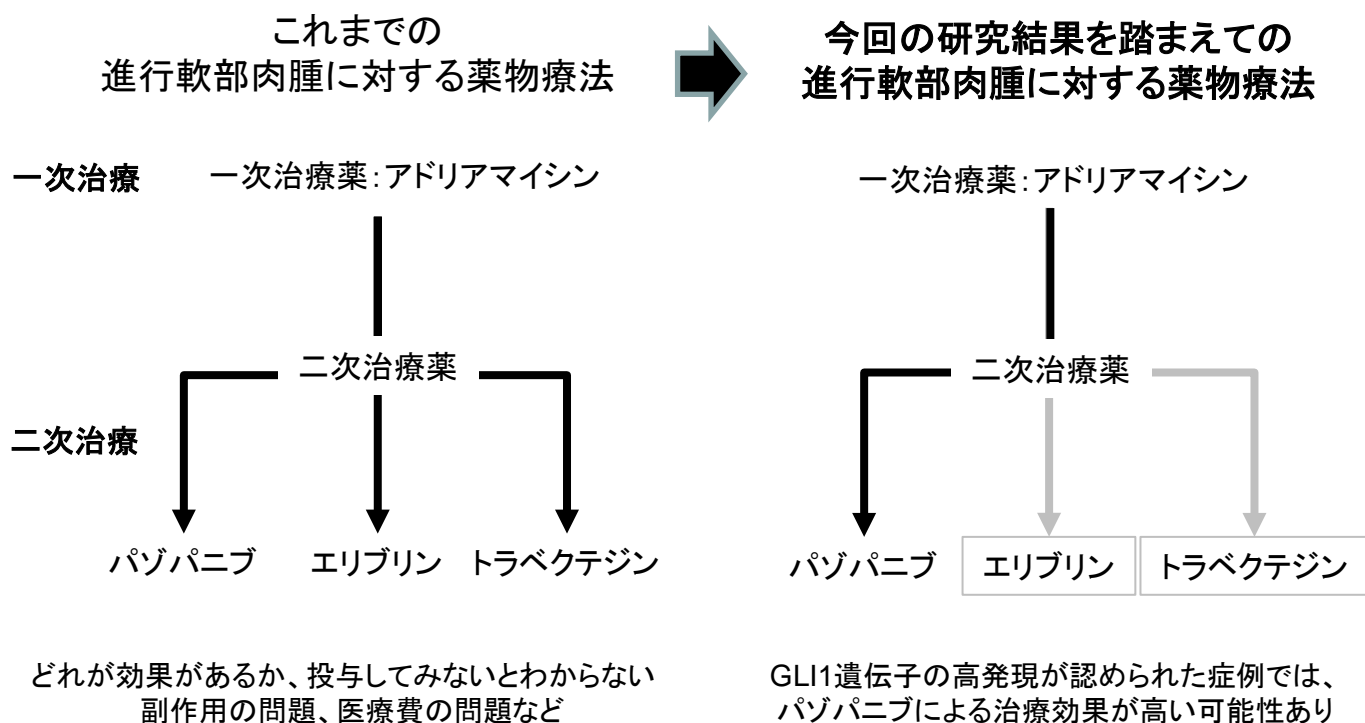 これまでの
進行軟部肉腫に対する薬物療法
今回の研究結果を踏まえての
進行軟部肉腫に対する薬物療法
一次治療
一次治療薬：アドリアマイシン
一次治療薬：アドリアマイシン
二次治療薬
二次治療薬
二次治療
パゾパニブ
エリブリン
トラベクテジン
パゾパニブ
エリブリン
トラベクテジン
どれが効果があるか、投与してみないとわからない
副作用の問題、医療費の問題など
GLI1遺伝子の高発現が認められた症例では、
パゾパニブによる治療効果が高い可能性あり